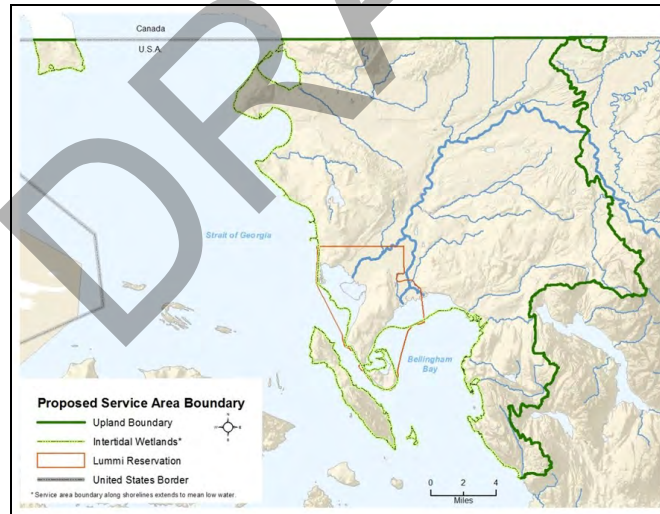 DRA
Canada
U.S.A.
Strait of Georgia
Bellingham
Bay
Proposed Service Area Boundary
Upland Boundary
Intertidal Wetlands*
Lummi Reservation
United States Border
* Service area boundary along shorelines extends to mean low water.
0 2 4
Miles